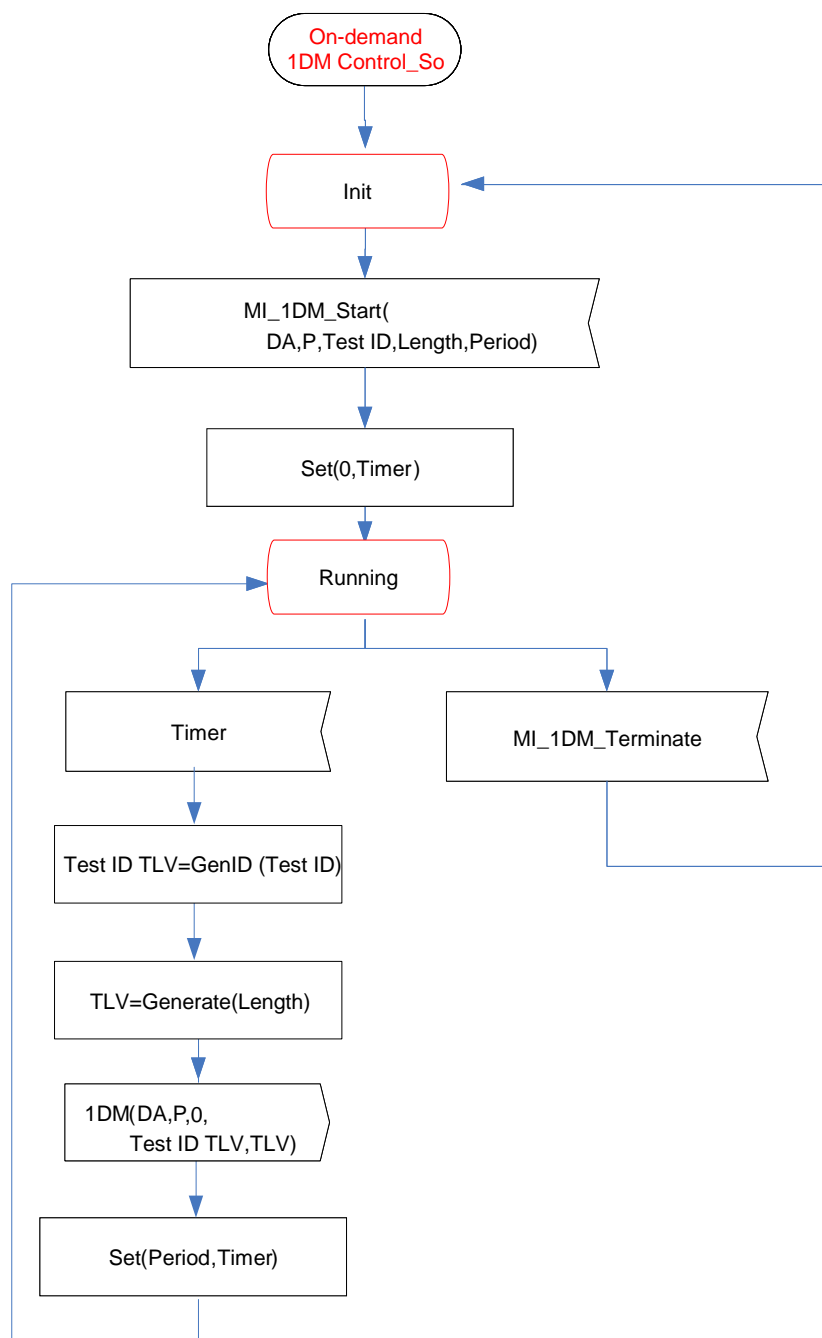 On-demand
1DM Control_So
Init
MI_1DM_Start(
DA,P,Test ID,Length,Period)
Set(0,Timer)
Running
Timer
MI_1DM_Terminate
Test ID TLV=GenID (Test ID)
TLV=Generate(Length)
1DM(DA,P,0,
Test ID TLV,TLV)
Set(Period,Timer)